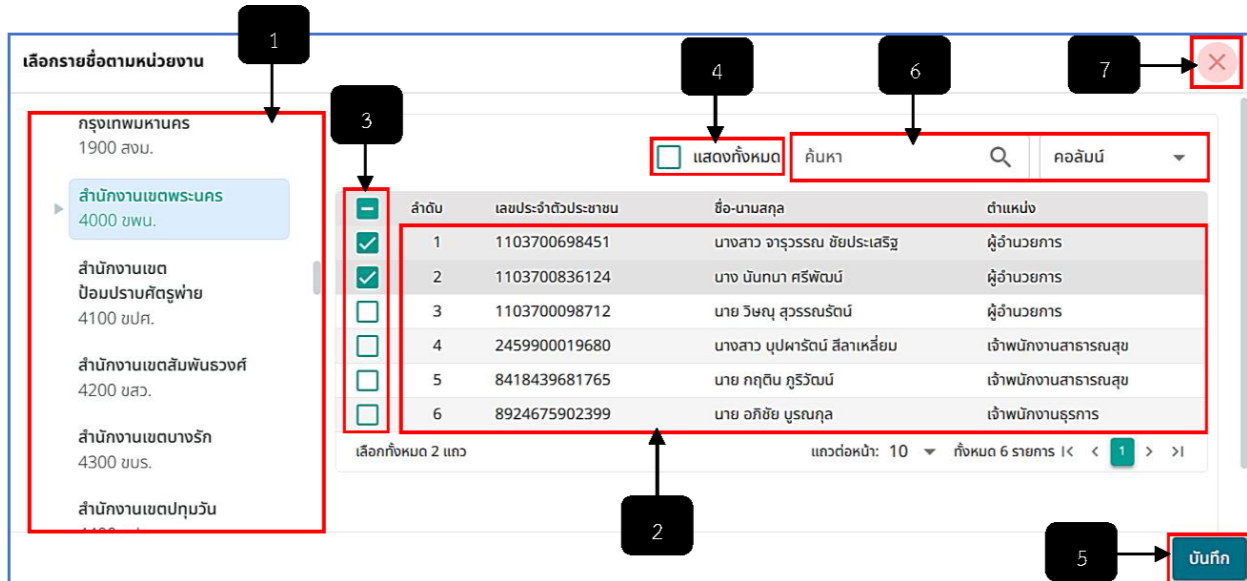 1
เลือกรายชื่อตามหน่วยงาน
4
6
7
กรุงเทพมหานคร
1900 สงม.
สำนักงานเขตพระนคร
4000 ขพน.
สำนักงานเขต
ป้อมปราบศัตรูพ่าย
4100 ขปศ.
สำนักงานเขตสัมพันธวงศ์
4200 ขสว.
สำนักงานเขตบางรัก
4300 ขบร.
สำนักงานเขตปทุมวัน
3
แสดงทั้งหมด ค้นหา คอลัมน์
ลำดับ เลขประจำตัวประชาชน ชื่อ-นามสกุล ตำแหน่ง
1 1103700698451 นางสาว จารุวรรณ ชัยประเสริฐ ผู้อำนวยการ
2 1103700836124 นาง นันทนา ศรีพัฒน์ ผู้อำนวยการ
3 1103700098712 นาย วิษณุ สุวรรณรัตน์ ผู้อำนวยการ
4 2459900019680 นางสาว บุปผารัตน์ สีลาเหลี่ยม เจ้าพนักงานสาธารณสุข
5 8418439681765 นาย กฤติน ภูริวัฒน์ เจ้าพนักงานสาธารณสุข
6 8924675902399 นาย อภิชัย บูรณกุล เจ้าพนักงานธุรการ
เลือกทั้งหมด 2 แถว แถวต่อหน้า: 10 ทั้งหมด 6 รายการ 1
2
5
บันทึก